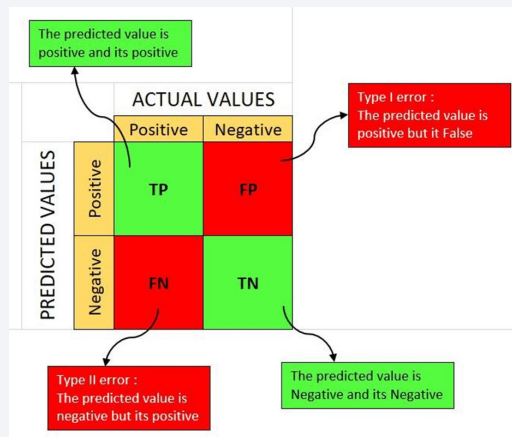 The predicted value is
positive and its positive
ACTUAL VALUES
Type I error :
The predicted value is
positive but it False
Positive
Negative
PREDICTED VALUES
Positive
TP
FP
Negative
FN
TN
Type II error :
The predicted value is
negative but its positive
The predicted value is
Negative and its Negative